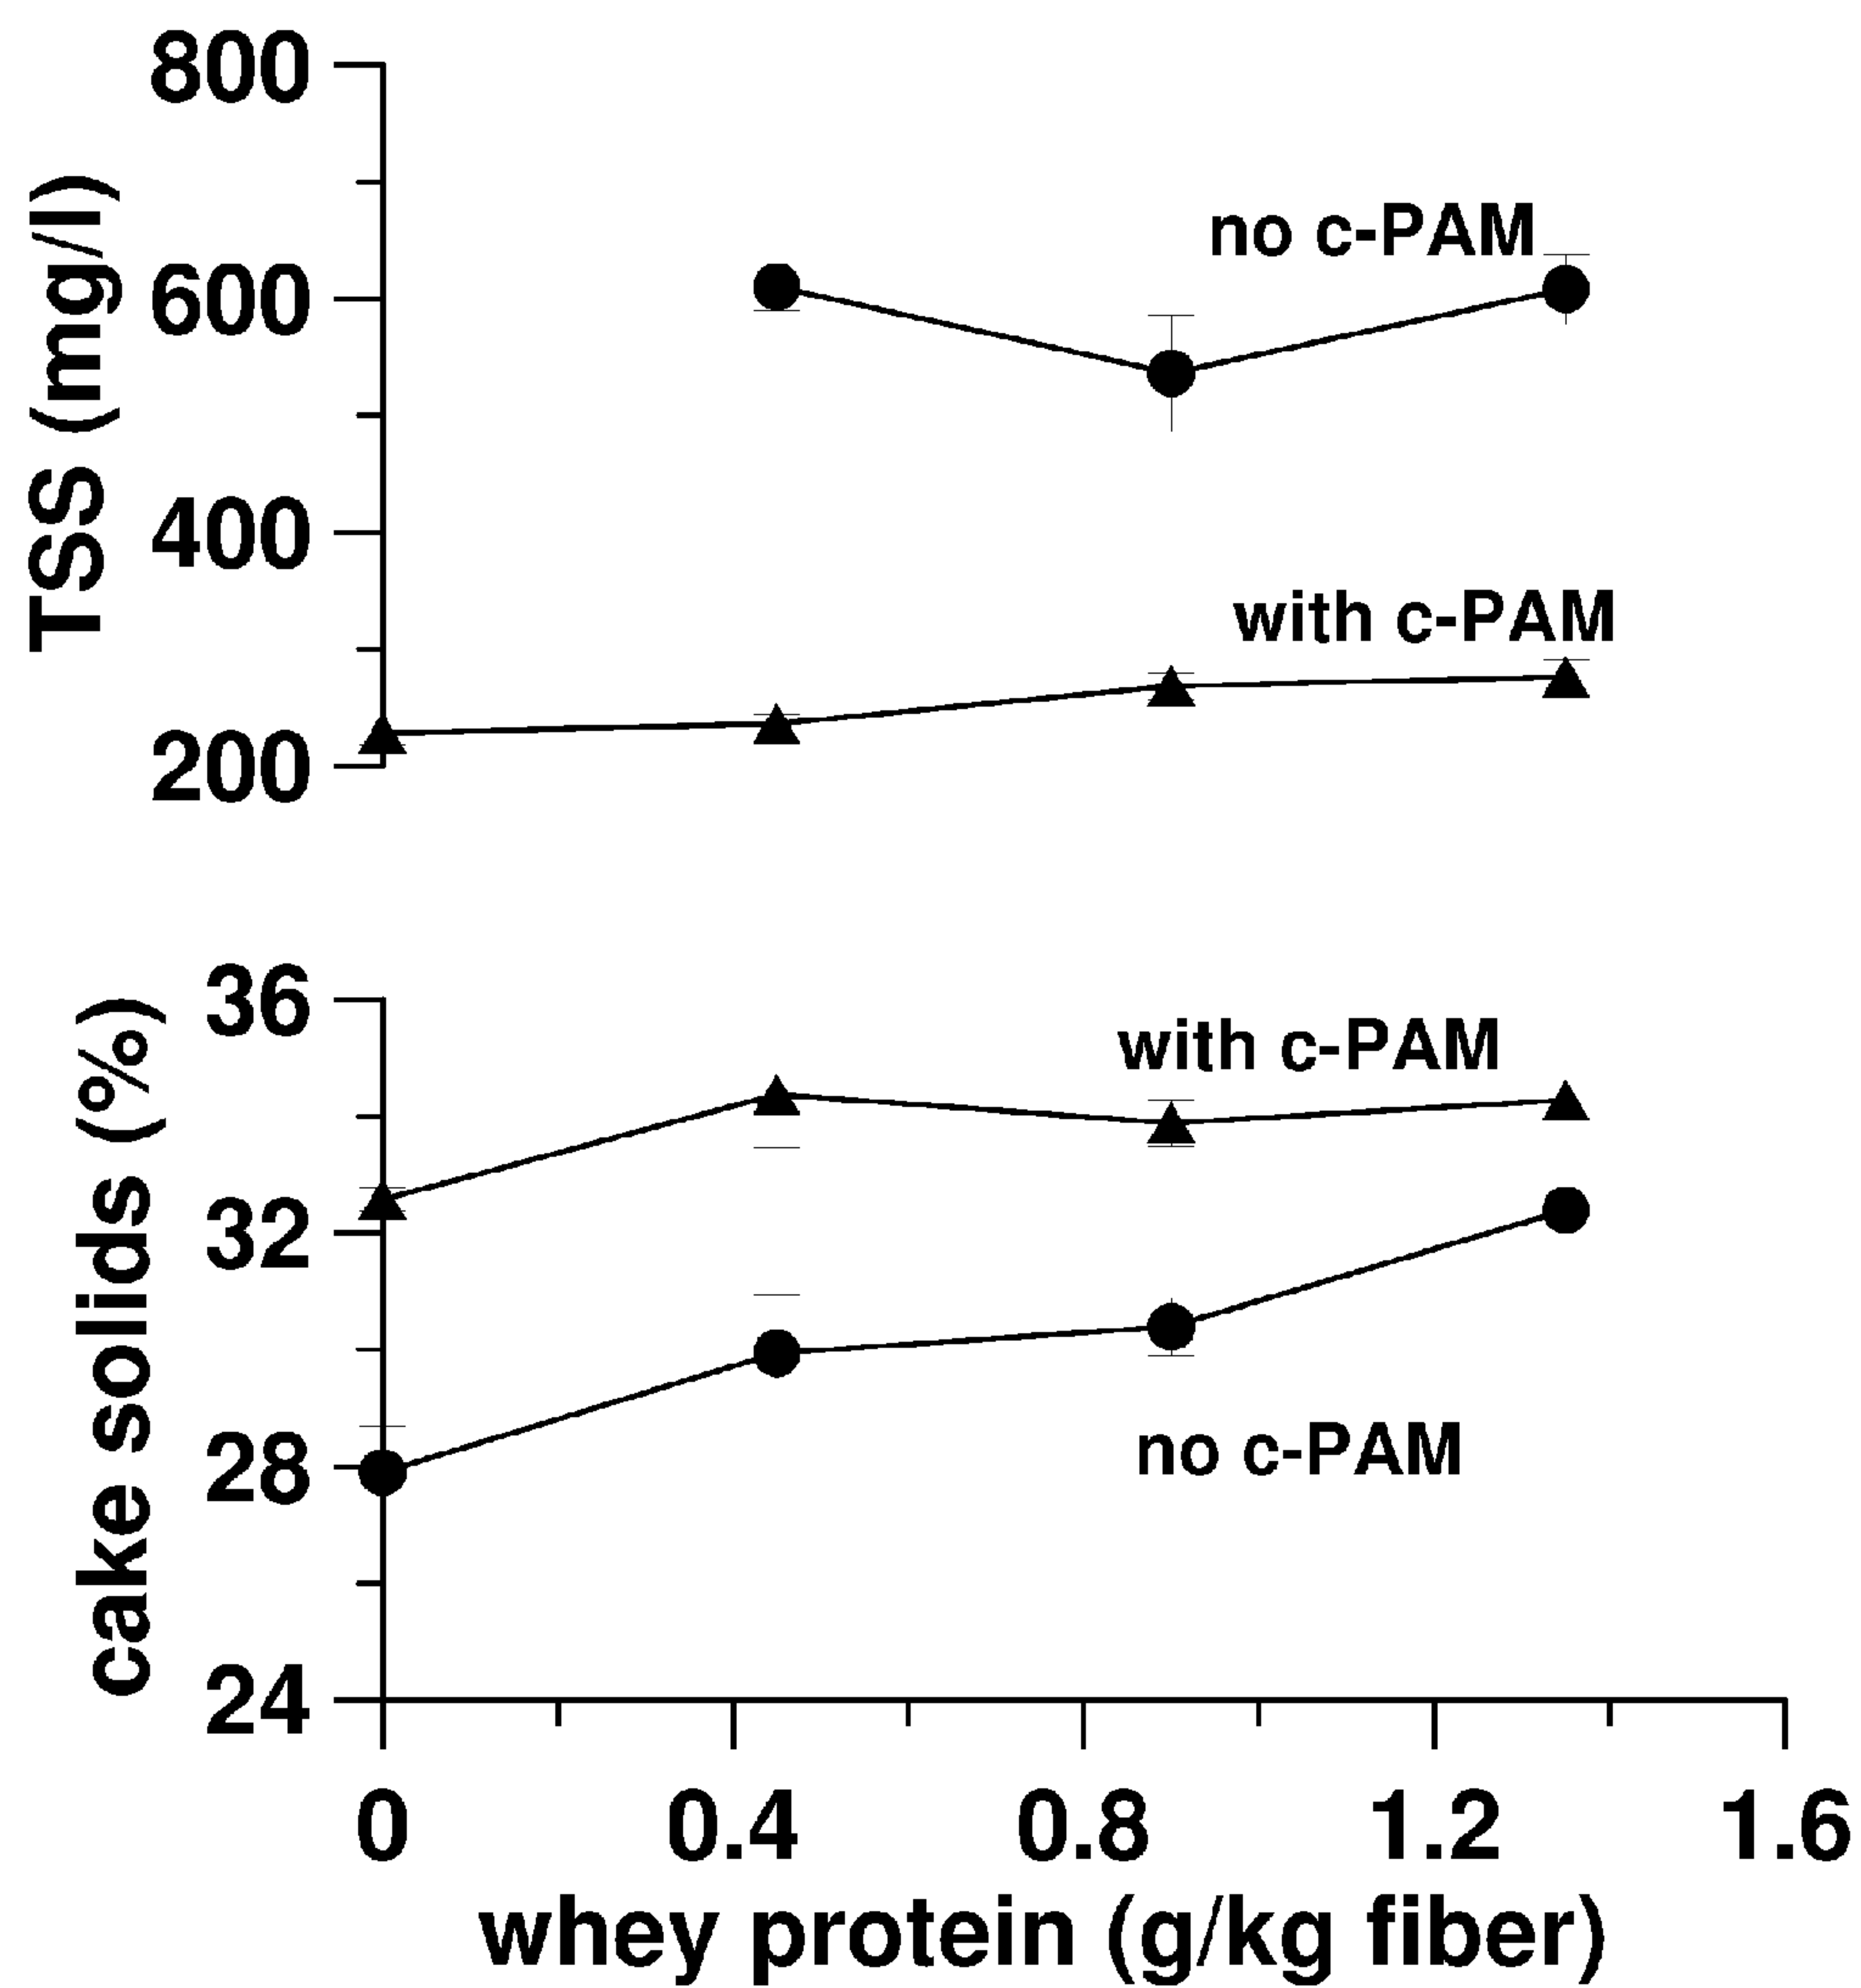 TSS (mg/l)
800
600
400
200
no c-PAM
with c-PAM
cake solids (%)
36
32
28
24
with c-PAM
no c-PAM
0 0.4 0.8 1.2 1.6
whey protein (g/kg fiber)